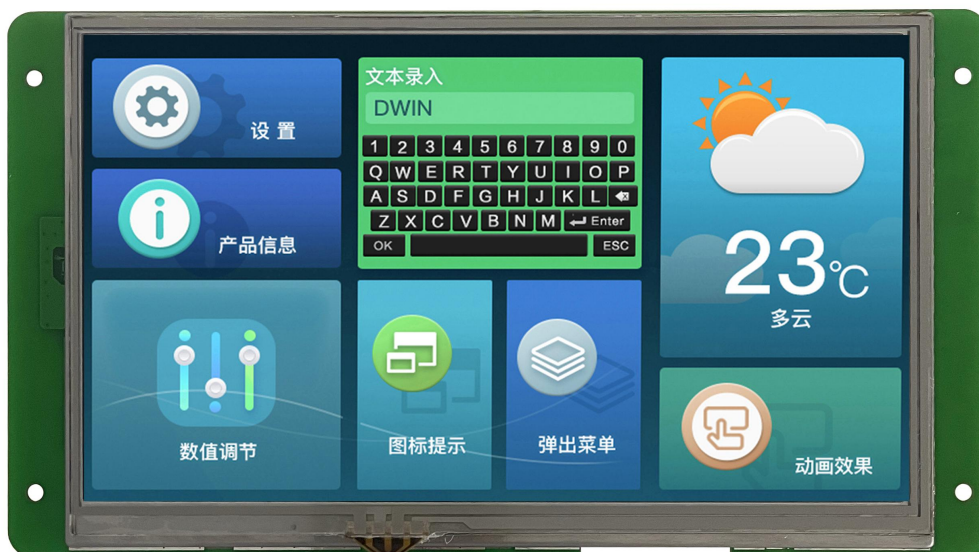 设 置
产品信息
数值调节
文本录入
DWIN
1 2 3 4 5 6 7 8 9 0
Q W E R T Y U I O P
A S D F G H J K L
Z X C V B N M Enter
OK ESC
图标提示
弹出菜单
23℃
多云
动画效果